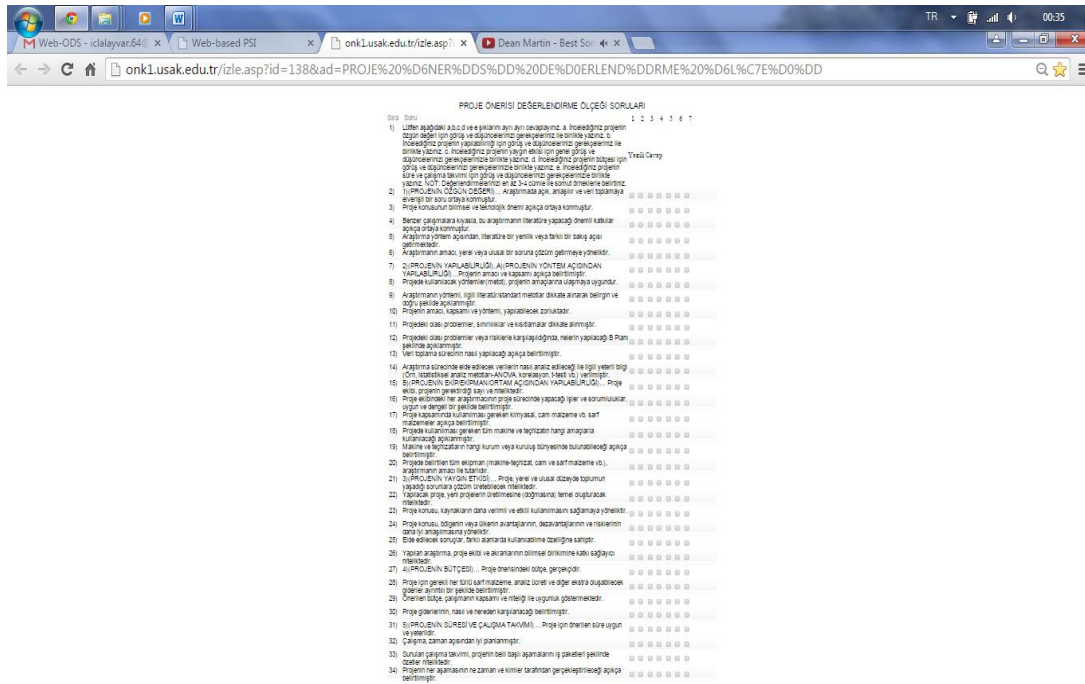 TR 00:35
Web-ODS - iclalayvar.64@ × Web-based PSI × onk1.usak.edu.tr/izle.asp? × Dean Martin - Best Son ×
onk1.usak.edu.tr/izle.asp?id=138&ad=PROJE%20%D6NER%DDS%DD%20DE%D0ERLEND%DDRME%20%D6L%C7E%D0%DD
PROJE ÖNERİSİ DEĞERLENDİRME ÖLÇEĞİ SORULARI
Sıra Soru 1 2 3 4 5 6 7
1) Lütfen aşağıdaki a,b,c,d ve e şıklarını ayrı ayrı cevaplayınız. a. İncelediğiniz projenin
özgün değeri için görüş ve düşüncelerinizi gerekçeleriniz ile birlikte yazınız. b.
İncelediğiniz projenin yapılabilirliği için görüş ve düşüncelerinizi gerekçeleriniz ile
birlikte yazınız. c. İncelediğiniz projenin yaygın etkisi için genel görüş ve
düşüncelerinizi gerekçelerinizle birlikte yazınız. d. İncelediğiniz projenin bütçesi için
Yazili Cevap
görüş ve düşüncelerinizi gerekçelerinizle birlikte yazınız. e. İncelediğiniz projenin
süre ve çalışma takvimi için görüş ve düşüncelerinizi gerekçelerinizle birlikte
yazınız. NOT: Değerlendirmelerinizi en az 3-4 cümle ile somut örneklerle belirtiniz.
2) 1)(PROJENİN ÖZGÜN DEĞERİ)… Araştırmada açık, anlaşılır ve veri toplamaya
elverişli bir soru ortaya konmuştur.
3) Proje konusunun bilimsel ve teknolojik önemi açıkça ortaya konmuştur.
4) Benzer çalışmalara kıyasla, bu araştırmanın literatüre yapacağı önemli katkılar
açıkça ortaya konmuştur.
5) Araştırma yöntem açısından, literatüre bir yenilik veya farklı bir bakış açısı
getirmektedir.
6) Araştırmanın amacı, yerel veya ulusal bir soruna çözüm getirmeye yöneliktir.
7) 2)(PROJENİN YAPILABİLİRLİĞİ)..A)(PROJENİN YÖNTEM AÇISINDAN
YAPILABİLİRLİĞİ)… Projenin amacı ve kapsamı açıkça belirtilmiştir.
8) Projede kullanılacak yöntemler(metot), projenin amaçlarına ulaşmaya uygundur.
9) Araştırmanın yöntemi, ilgili literatür/standart metotlar dikkate alınarak belirgin ve
doğru şekilde açıklanmıştır.
10) Projenin amacı, kapsamı ve yöntemi, yapılabilecek zorluktadır.
11) Projedeki olası problemler, sınırlılıklar ve kısıtlamalar dikkate alınmıştır.
12) Projedeki olası problemler veya risklerle karşılaşıldığında, nelerin yapılacağı B Planı
şeklinde açıklanmıştır.
13) Veri toplama sürecinin nasıl yapılacağı açıkça belirtilmiştir.
14) Araştırma sürecinde elde edilecek verilerin nasıl analiz edileceği ile ilgili yeterli bilgi
(Örn, istatistiksel analiz metotları-ANOVA, korelasyon, t-testi vb.) verilmiştir.
15) B)(PROJENİN EKİP/EKİPMAN/ORTAM AÇISINDAN YAPILABİLİRLİĞİ)… Proje
ekibi, projenin gerektirdiği sayı ve niteliktedir.
16) Proje ekibindeki her araştırmacının proje sürecinde yapacağı işler ve sorumluluklar,
uygun ve dengeli bir şekilde belirtilmiştir.
17) Proje kapsamında kullanılması gereken kimyasal, cam malzeme vb. sarf
malzemeler açıkça belirtilmiştir.
18) Projede kullanılması gereken tüm makine ve teçhizatın hangi amaçlarla
kullanılacağı açıklanmıştır.
19) Makine ve teçhizatların hangi kurum veya kuruluş bünyesinde bulunabileceği açıkça
belirtilmiştir.
20) Projede belirtilen tüm ekipman (makine-teçhizat, cam ve sarf malzeme vb.),
araştırmanın amacı ile tutarlıdır.
21) 3)(PROJENİN YAYGIN ETKİSİ)… Proje, yerel ve ulusal düzeyde toplumun
yaşadığı sorunlara çözüm üretebilecek niteliktedir.
22) Yapılacak proje, yeni projelerin üretilmesine (doğmasına) temel oluşturacak
niteliktedir.
23) Proje konusu, kaynakların daha verimli ve etkili kullanılmasını sağlamaya yöneliktir.
24) Proje konusu, bölgenin veya ülkenin avantajlarının, dezavantajlarının ve risklerinin
daha iyi anlaşılmasına yöneliktir.
25) Elde edilecek sonuçlar, farklı alanlarda kullanılabilme özelliğine sahiptir.
26) Yapılan araştırma, proje ekibi ve akranlarının bilimsel birikimine katkı sağlayıcı
niteliktedir.
27) 4)(PROJENİN BÜTÇESİ)… Proje önerisindeki bütçe, gerçekçidir.
28) Proje için gerekli her türlü sarf malzeme, analiz ücreti ve diğer ekstra oluşabilecek
giderler ayrıntılı bir şekilde belirtilmiştir.
29) Önerilen bütçe, çalışmanın kapsamı ve niteliği ile uygunluk göstermektedir.
30) Proje giderlerinin, nasıl ve nereden karşılanacağı belirtilmiştir.
31) 5)(PROJENİN SÜRESİ VE ÇALIŞMA TAKVİMİ)… Proje için önerilen süre uygun
ve yeterlidir.
32) Çalışma, zaman açısından iyi planlanmıştır.
33) Sunulan çalışma takvimi, projenin belli başlı aşamalarını iş paketleri şeklinde
özetler niteliktedir.
34) Projenin her aşamasının ne zaman ve kimler tarafından gerçekleştirileceği açıkça
belirtilmiştir.